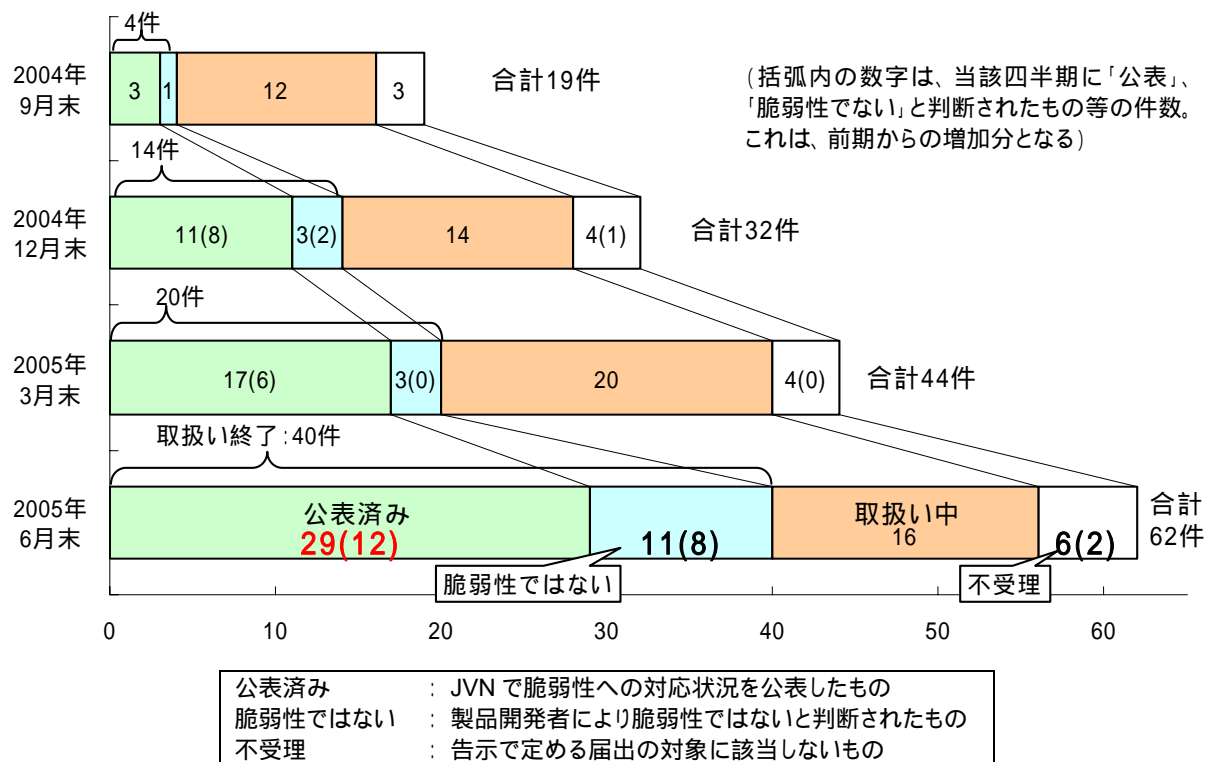 4件
2004年
9月末
3
1
12
3
合計19件
(括弧内の数字は、当該四半期に「公表」、
「脆弱性でない」と判断されたもの等の件数。
これは、前期からの増加分となる)
14件
2004年
12月末
11(8)
3(2)
14
4(1)
合計32件
20件
2005年
3月末
17(6)
3(0)
20
4(0)
合計44件
取扱い終了:40件
2005年
6月末
公表済み
29(12)
11(8)
取扱い中
16
6(2)
合計
62件
脆弱性ではない
不受理
0 10 20 30 40 50 60
公表済み : JVN で脆弱性への対応状況を公表したもの
脆弱性ではない : 製品開発者により脆弱性ではないと判断されたもの
不受理 : 告示で定める届出の対象に該当しないもの